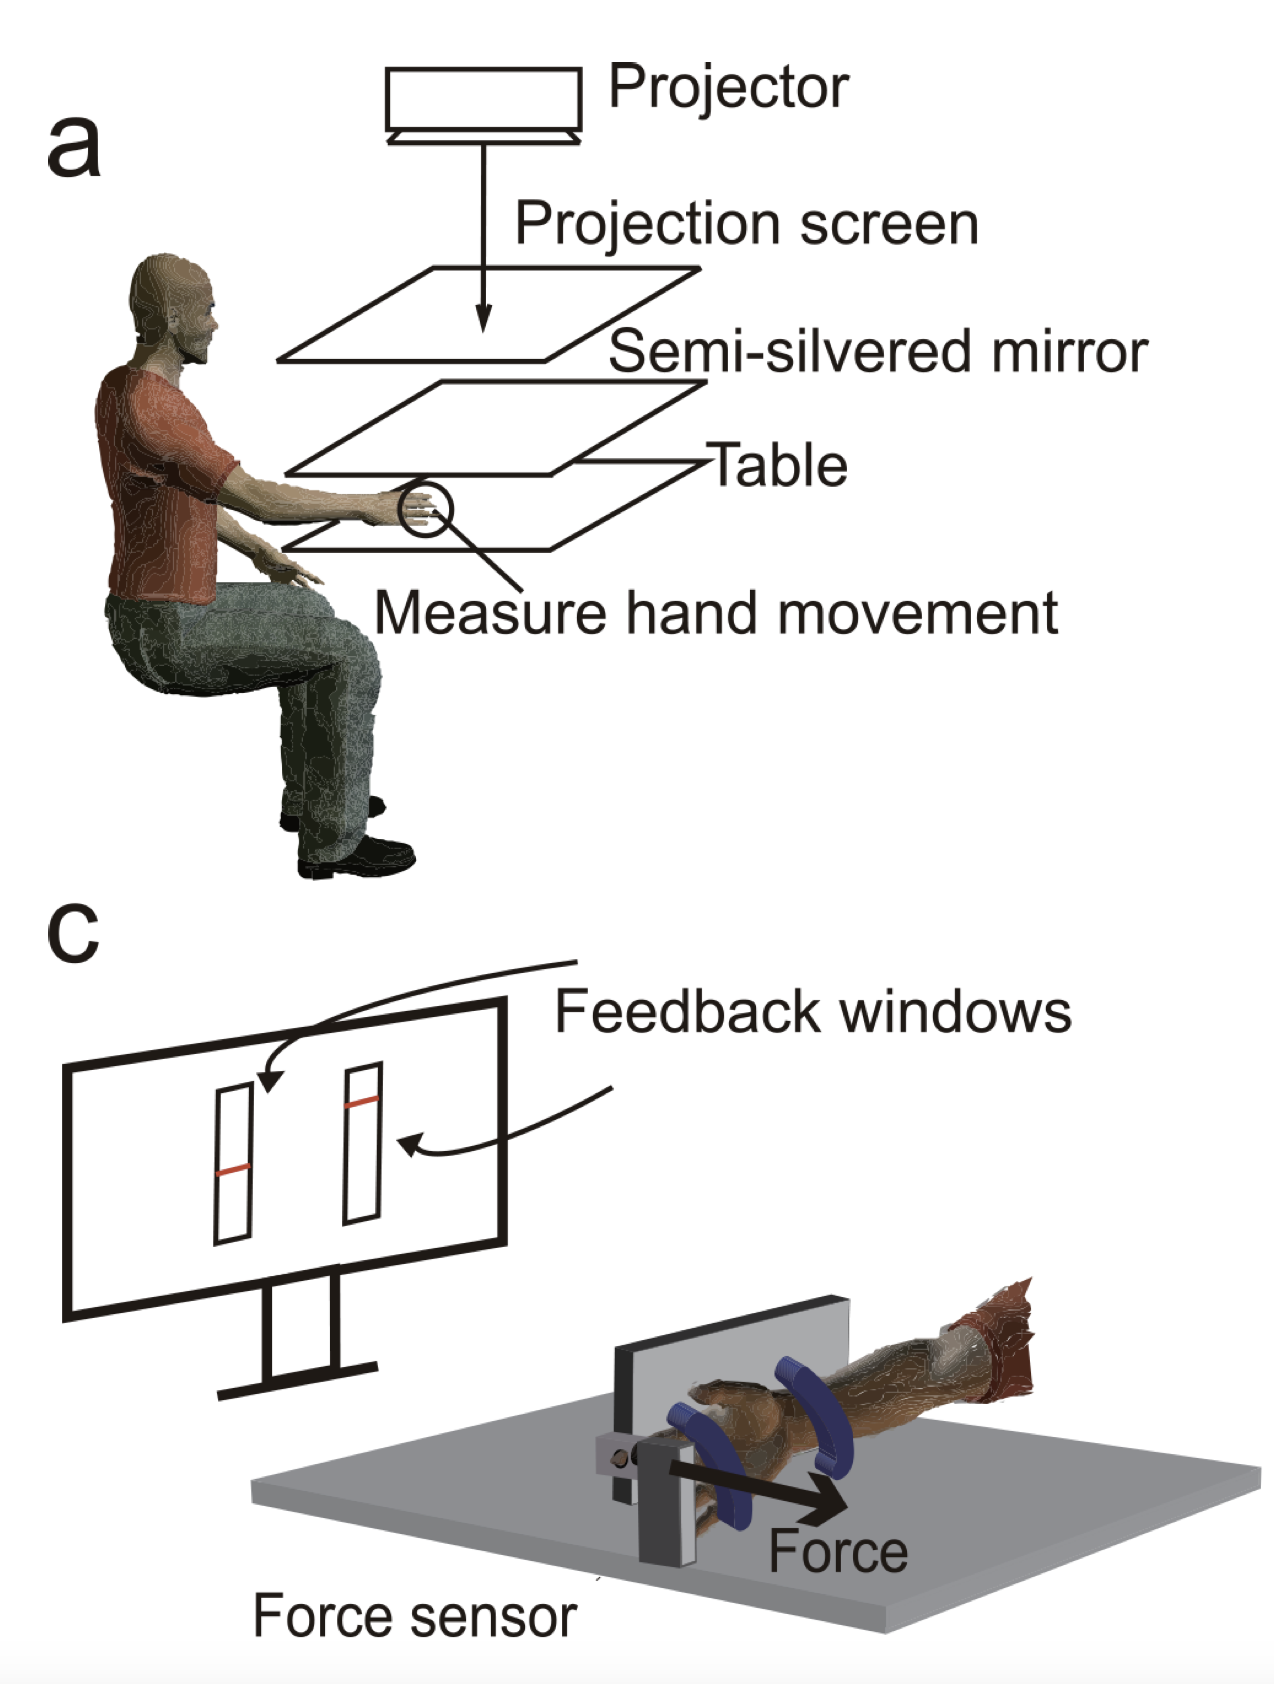 a
Projector
Projection screen
Semi-silvered mirror
Table
Measure hand movement
c
Feedback windows
Force
Force sensor